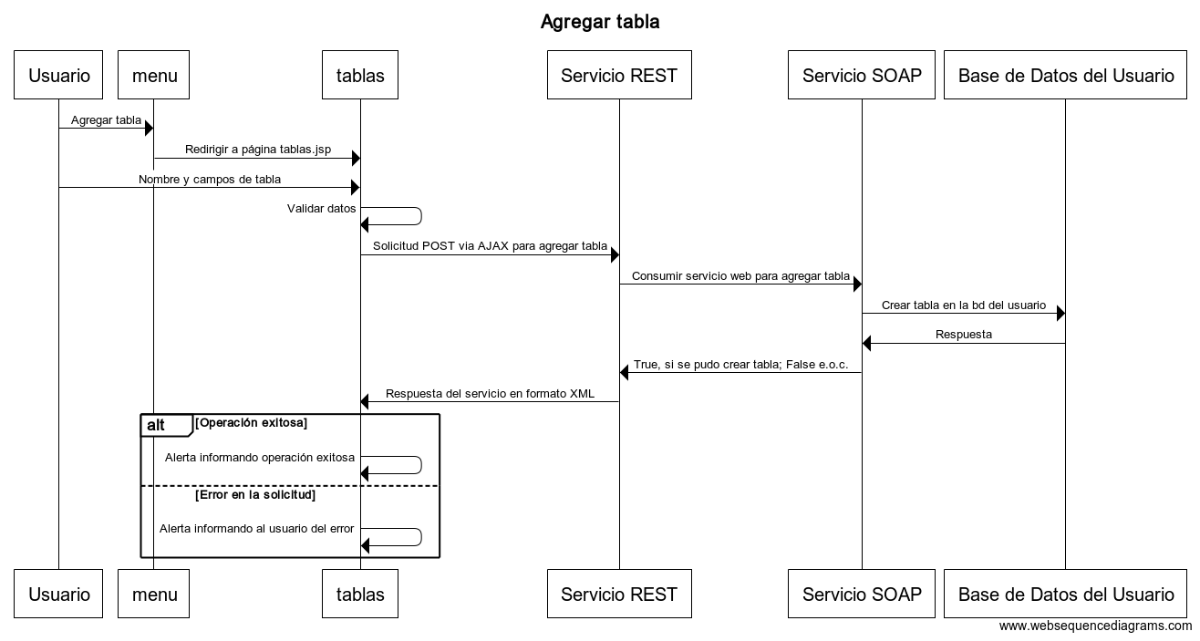 Agregar tabla
Usuario
menu
tablas
Servicio REST
Servicio SOAP
Base de Datos del Usuario
Agregar tabla
Redirigir a página tablas.jsp
Nombre y campos de tabla
Validar datos
Solicitud POST via AJAX para agregar tabla
Consumir servicio web para agregar tabla
Crear tabla en la bd del usuario
Respuesta
True, si se pudo crear tabla; False e.o.c.
Respuesta del servicio en formato XML
alt
[Operación exitosa]
Alerta informando operación exitosa
[Error en la solicitud]
Alerta informando al usuario del error
Usuario
menu
tablas
Servicio REST
Servicio SOAP
Base de Datos del Usuario
www.websequencediagrams.com